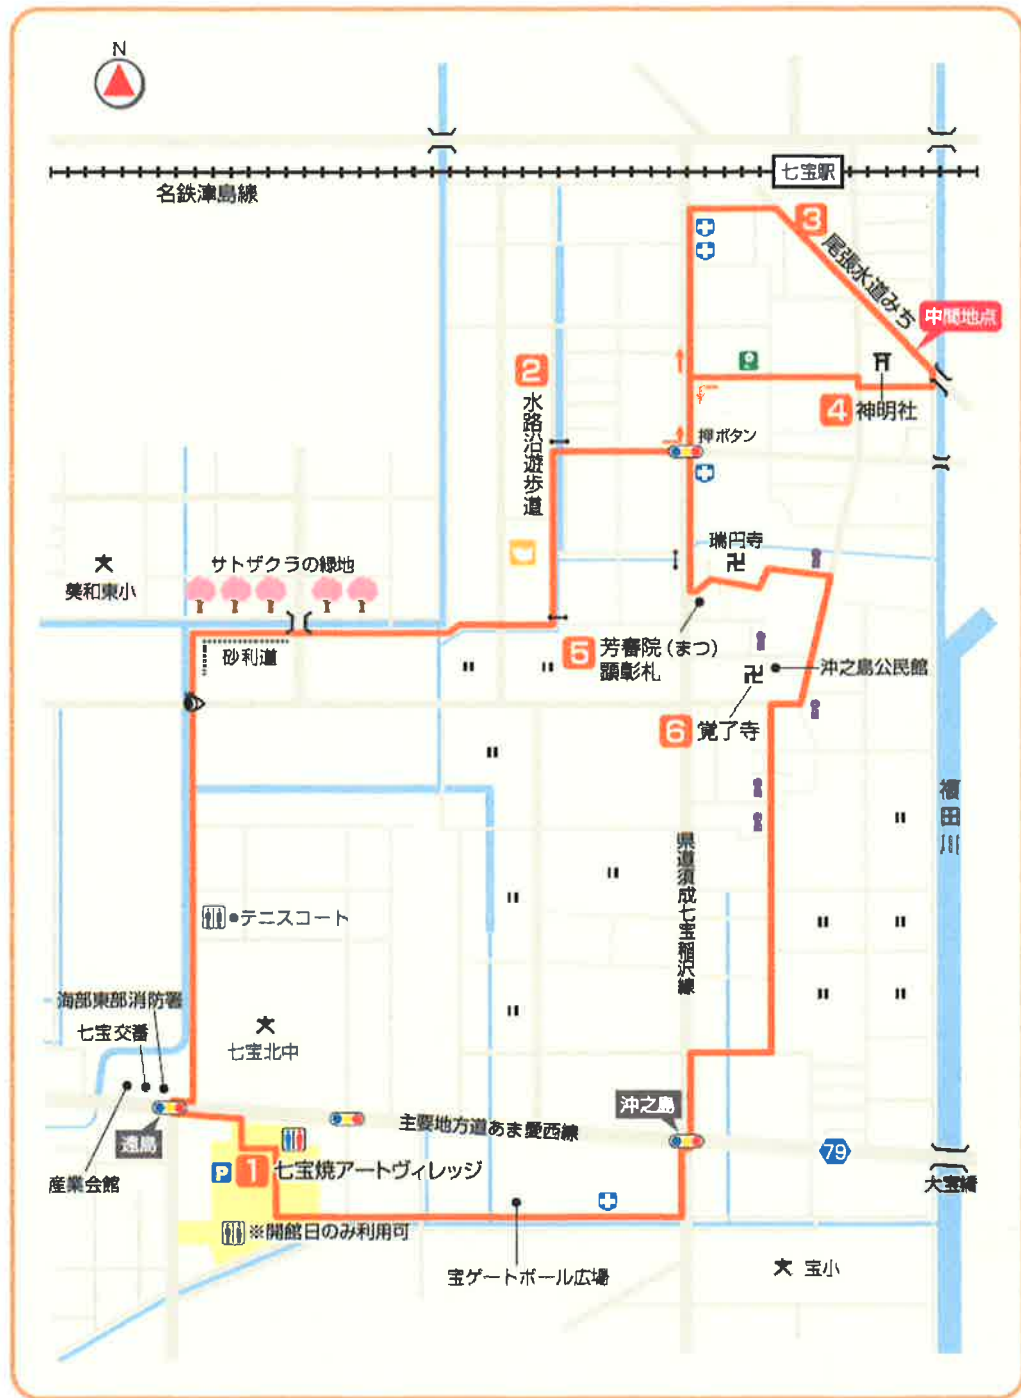 N
七宝駅
名鉄津島線
3
尾張水道みち
中間地点
2
水路沿遊歩道
4 神明社
押ボタン
サトザクラの緑地
美和東小
瑞円寺
砂利道
5 芳春院(まつ)
顕彰札
沖之島公民館
6 覚了寺
福田川
県道須成七宝稲沢線
テニスコート
海部東部消防署
七宝交番
七宝北中
遠島
沖之島
主要地方道あま愛西線
79
P
1 七宝焼アートヴィレッジ
産業会館
大宝橋
※開館日のみ利用可
宝ゲートボール広場
宝小